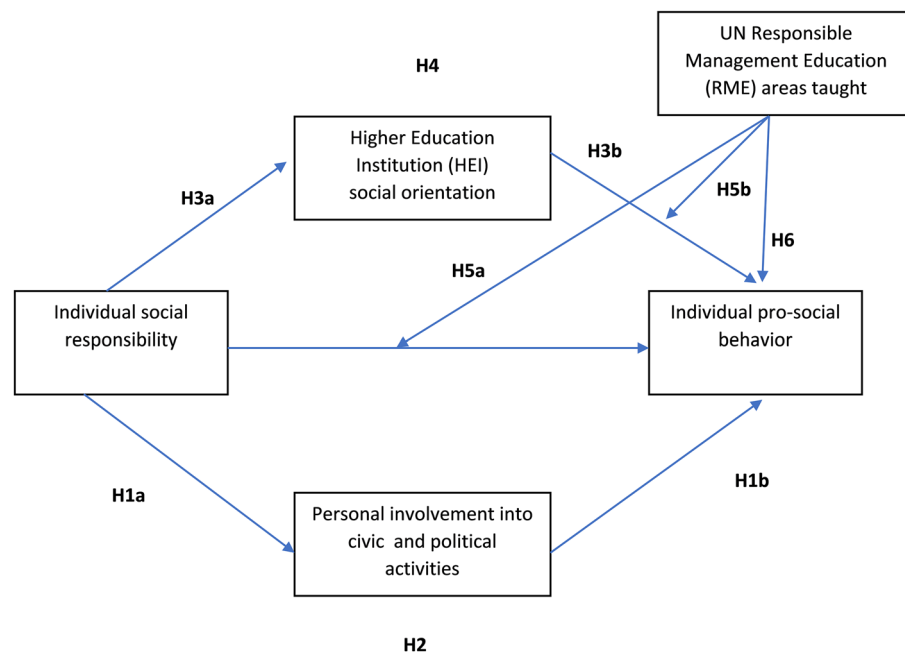 UN Responsible
Management Education
(RME) areas taught
H4
Higher Education
Institution (HEI)
social orientation
H3b
H5b
H3a
H6
H5a
Individual social
responsibility
Individual pro-social
behavior
H1a
H1b
Personal involvement into
civic and political
activities
H2